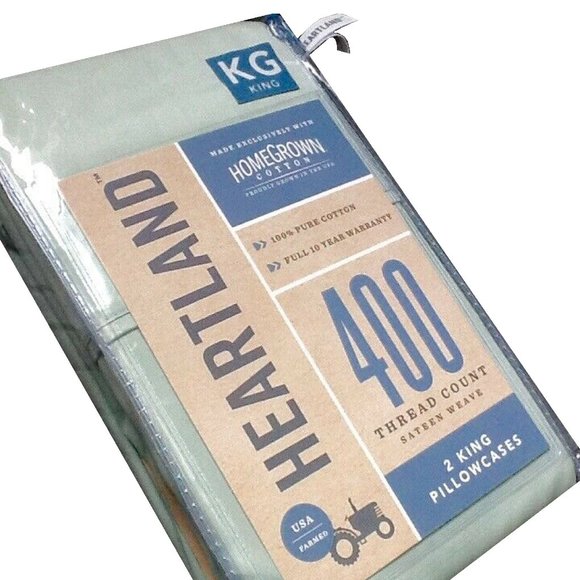 HEARTLAND
KG
KING
HEARTLAND™
MADE EXCLUSIVELY WITH
HOMEGROWN
COTTON
PROUDLY GROWN IN THE USA
100% PURE COTTON
FULL 10 YEAR WARRANTY
400
THREAD COUNT
SATEEN WEAVE
2 KING
PILLOWCASES
USA
FARMED